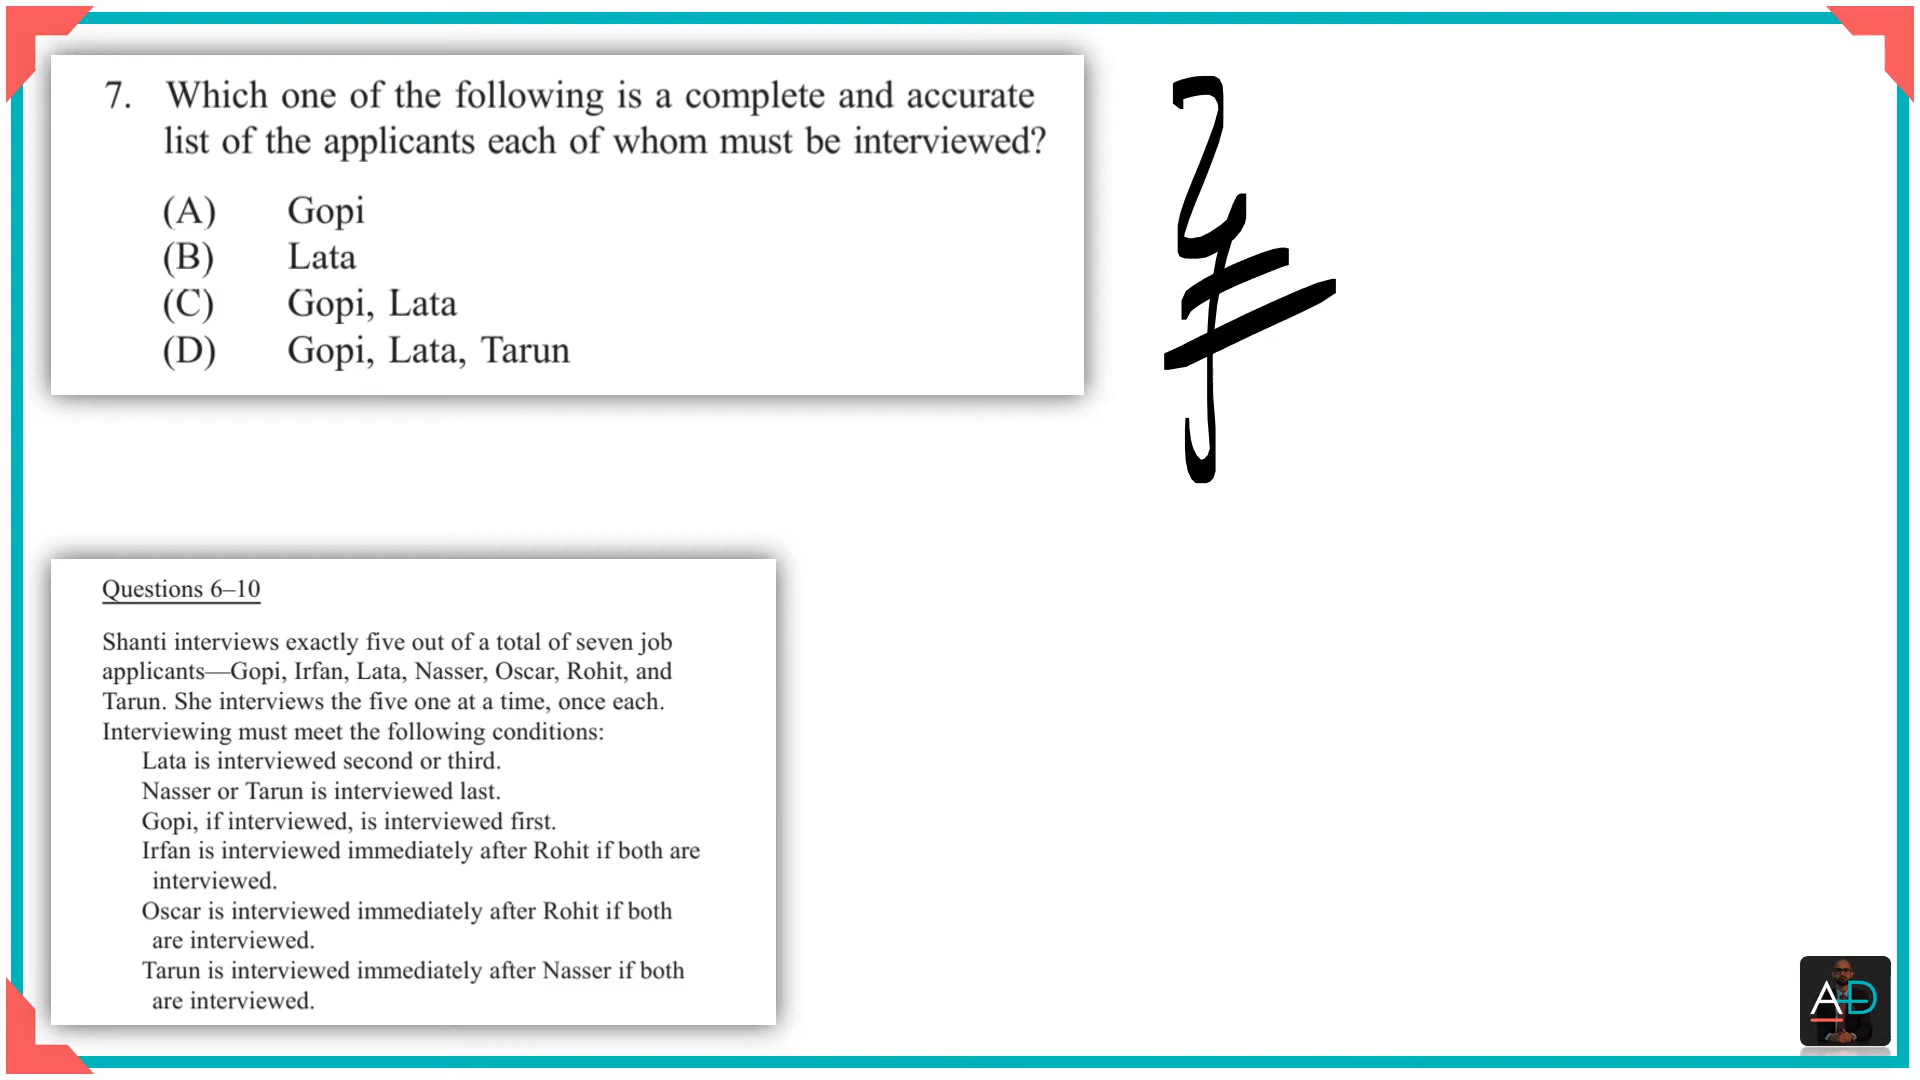 7. Which one of the following is a complete and accurate
list of the applicants each of whom must be interviewed?
(A) Gopi
(B) Lata
(C) Gopi, Lata
(D) Gopi, Lata, Tarun
Questions 6–10
Shanti interviews exactly five out of a total of seven job
applicants—Gopi, Irfan, Lata, Nasser, Oscar, Rohit, and
Tarun. She interviews the five one at a time, once each.
Interviewing must meet the following conditions:
Lata is interviewed second or third.
Nasser or Tarun is interviewed last.
Gopi, if interviewed, is interviewed first.
Irfan is interviewed immediately after Rohit if both are
interviewed.
Oscar is interviewed immediately after Rohit if both
are interviewed.
Tarun is interviewed immediately after Nasser if both
are interviewed.
AD